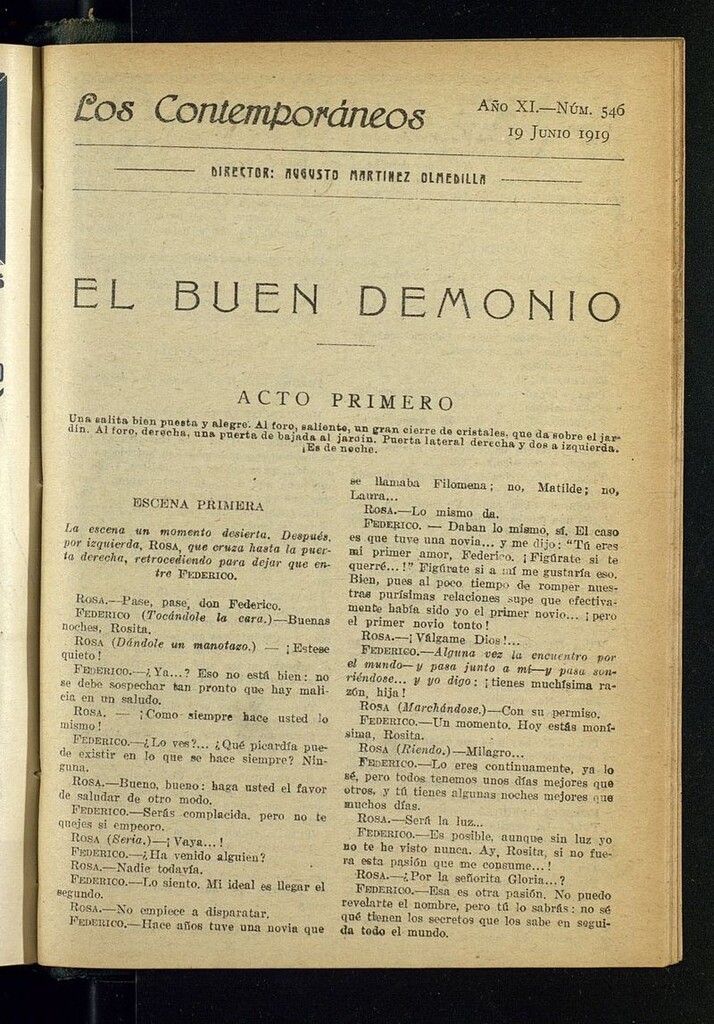 Los Contemporáneos
AÑO XI.—NÚM. 546
19 JUNIO 1919
DIRECTOR: AUGUSTO MARTINEZ OLMEDILLA
EL BUEN DEMONIO
ACTO PRIMERO
Una salita bien puesta y alegre. Al foro, saliente, un gran cierre de cristales, que da sobre el jar-
dín. Al foro, derecha, una puerta de bajada al jardín. Puerta lateral derecha y dos a izquierda.
¡Es de noche.
ESCENA PRIMERA
La escena un momento desierta. Después,
por izquierda, ROSA, que cruza hasta la puer-
ta derecha, retrocediendo para dejar que en-
tre FEDERICO.
ROSA.—Pase, pase, don Federico.
FEDERICO (Tocándole la cara.)—Buenas
noches, Rosita.
ROSA (Dándole un manotazo.) — ¡Estese
quieto!
FEDERICO.—¿Ya...? Eso no está bien: no
se debe sospechar tan pronto que hay mali-
cia en un saludo.
ROSA. — ¡Como siempre hace usted lo
mismo!
FEDERICO.—¿Lo ves?... ¿Qué picardía pue-
de existir en lo que se hace siempre? Nin-
guna.
ROSA.—Bueno, bueno: haga usted el favor
de saludar de otro modo.
FEDERICO.—Serás complacida, pero no te
quejes si empeoro.
ROSA (Seria.)—¡Vaya...!
FEDERICO.—¿Ha venido alguien?
ROSA.—Nadie todavía.
FEDERICO.—Lo siento. Mi ideal es llegar el
segundo.
ROSA.—No empiece a disparatar.
FEDERICO.—Hace años tuve una novia que
se llamaba Filomena; no, Matilde; no,
Laura...
ROSA.—Lo mismo da.
FEDERICO. — Daban lo mismo, sí. El caso
es que tuve una novia... y me dijo: "Tú eres
mi primer amor, Federico. ¡Figúrate si te
querré...!" Figúrate si a mí me gustaría eso.
Bien, pues al poco tiempo de romper nues-
tras purísimas relaciones supe que efectiva-
mente había sido yo el primer novio... ¡pero
el primer novio tonto!
ROSA.—¡Válgame Dios!...
FEDERICO.—Alguna vez la encuentro por
el mundo—y pasa junto a mí—y pasa son-
riéndose... y yo digo: ¡tienes muchísima ra-
zón, hija!
ROSA (Marchándose.)—Con su permiso.
FEDERICO.—Un momento. Hoy estás moní-
sima, Rosita.
ROSA (Riendo.)—Milagro...
FEDERICO.—Lo eres continuamente, ya lo
sé, pero todos tenemos unos días mejores que
otros, y tú tienes algunas noches mejores que
muchos días.
ROSA.—Será la luz...
FEDERICO.—Es posible, aunque sin luz yo
no te he visto nunca. Ay, Rosita, si no fue-
ra esta pasión que me consume...!
ROSA.—¿Por la señorita Gloria...?
FEDERICO.—Esa es otra pasión. No puedo
revelarte el nombre, pero tú lo sabrás: no sé
qué tienen los secretos que los sabe en segui-
da todo el mundo.